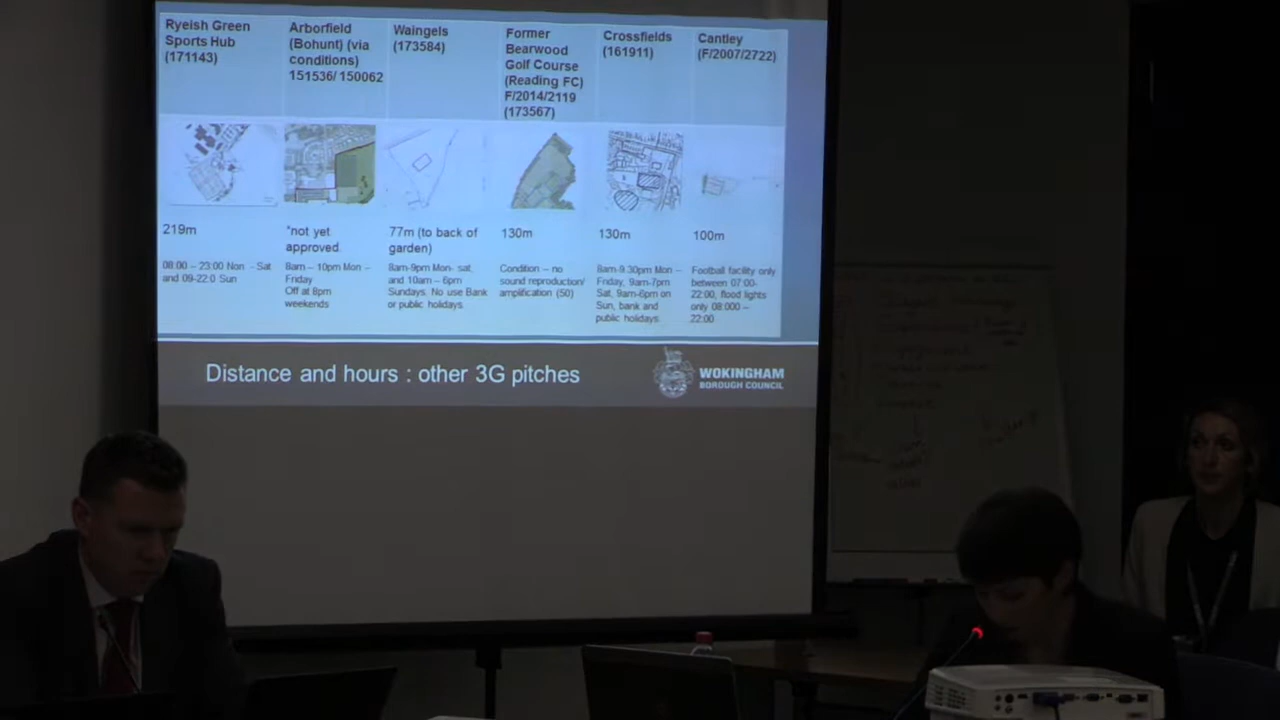 Ryeish Green
Sports Hub
(171143)
Arborfield
(Bohunt) (via
conditions)
151536/ 150062
Waingels
(173584)
Former
Bearwood
Golf Course
(Reading FC)
F/2014/2119
(173567)
Crossfields
(161911)
Cantley
(F/2007/2722)
219m
*not yet
approved.
77m (to back of
garden)
130m
130m
100m
08:00 – 23:00 Non – Sat
and 09-22.0 Sun
8am – 10pm Mon –
Friday
Off at 8pm
weekends
8am-9pm Mon- sat,
and 10am – 6pm
Sundays. No use Bank
or public holidays.
Condition – no
sound reproduction/
amplification (50)
8am-9.30pm Mon –
Friday, 9am-7pm
Sat, 9am-6pm on
Sun, bank and
public holidays.
Football facility only
between 07:00-
22:00, flood lights
only 08:000 –
22:00
Distance and hours : other 3G pitches
WOKINGHAM
BOROUGH COUNCIL